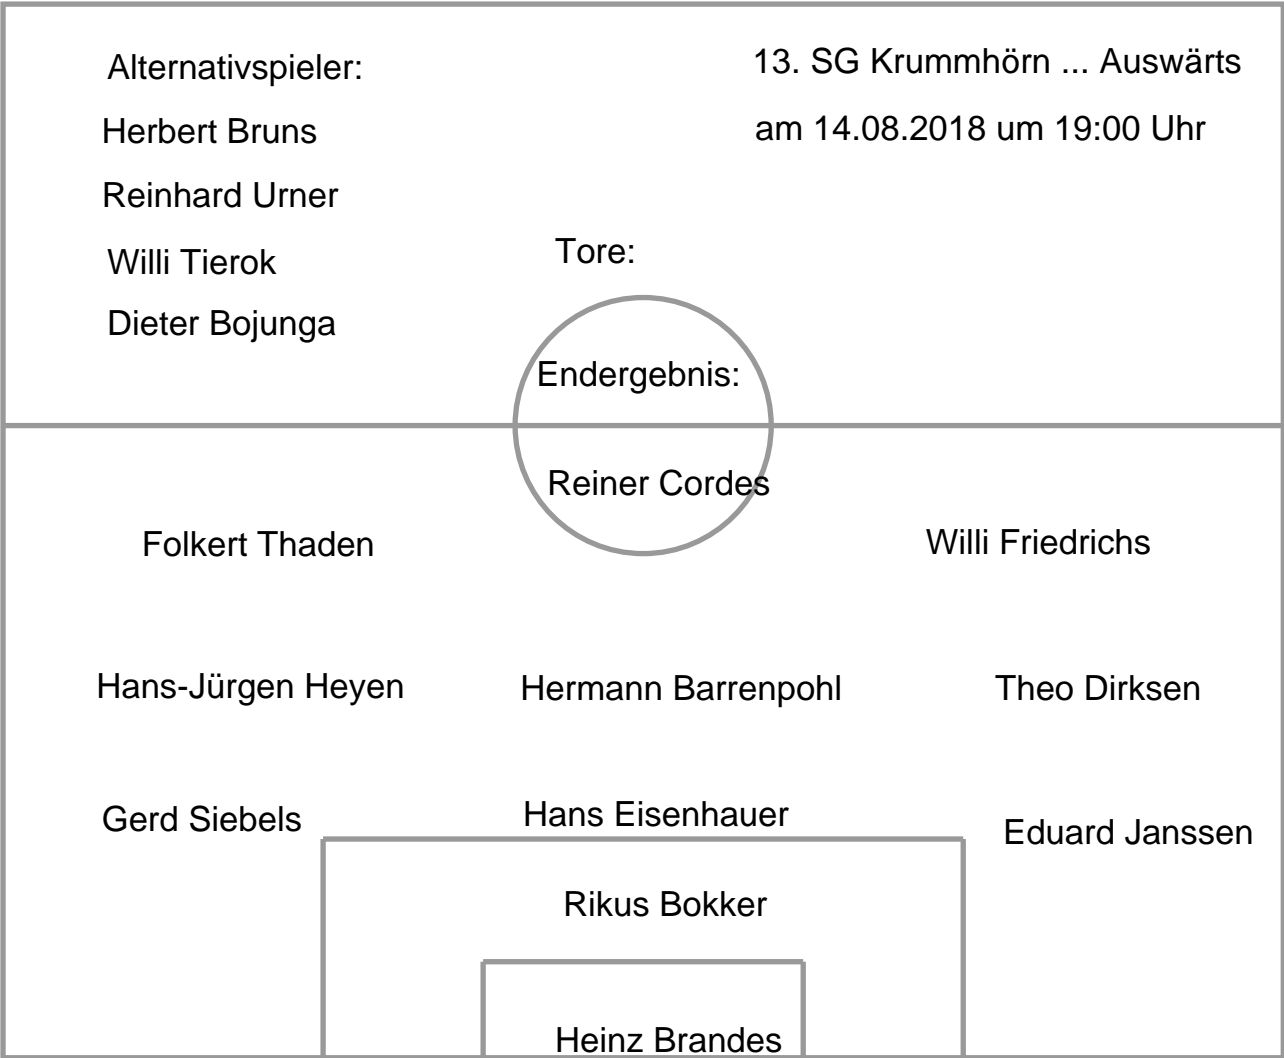 Alternativspieler:
13. SG Krummhörn ... Auswärts
Herbert Bruns
am 14.08.2018 um 19:00 Uhr
Reinhard Urner
Willi Tierok
Tore:
Dieter Bojunga
Endergebnis:
Reiner Cordes
Folkert Thaden
Willi Friedrichs
Hans-Jürgen Heyen
Hermann Barrenpohl
Theo Dirksen
Gerd Siebels
Hans Eisenhauer
Eduard Janssen
Rikus Bokker
Heinz Brandes